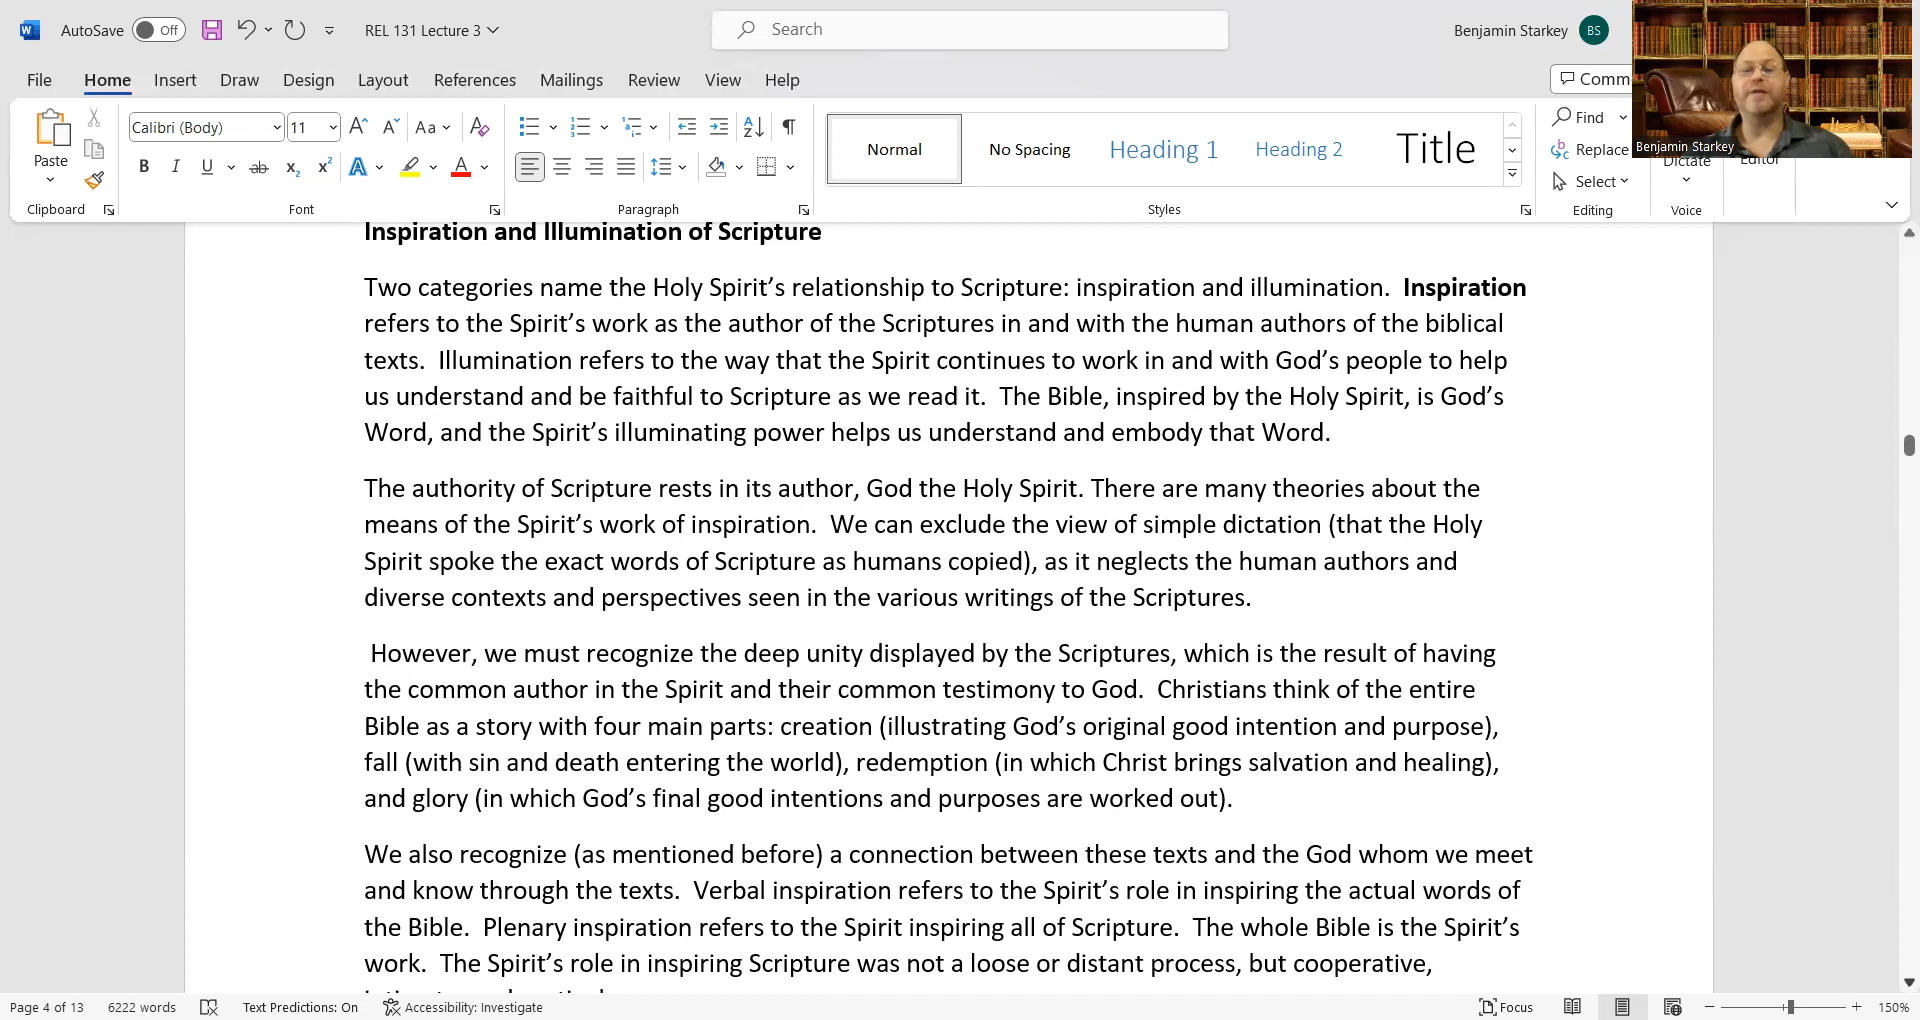 AutoSave Off REL 131 Lecture 3 Search Benjamin Starkey BS
File Home Insert Draw Design Layout References Mailings Review View Help Comm
Calibri (Body) 11 Aa
Paste
B I U ab x₂ x² A A
Normal No Spacing Heading 1 Heading 2 Title
Find
Replace
Select
Dictate
Editor
Benjamin Starkey
Clipboard Font Paragraph Styles Editing Voice
Inspiration and Illumination of Scripture
Two categories name the Holy Spirit’s relationship to Scripture: inspiration and illumination.  Inspiration
refers to the Spirit’s work as the author of the Scriptures in and with the human authors of the biblical
texts.  Illumination refers to the way that the Spirit continues to work in and with God’s people to help
us understand and be faithful to Scripture as we read it.  The Bible, inspired by the Holy Spirit, is God’s
Word, and the Spirit’s illuminating power helps us understand and embody that Word.
The authority of Scripture rests in its author, God the Holy Spirit. There are many theories about the
means of the Spirit’s work of inspiration.  We can exclude the view of simple dictation (that the Holy
Spirit spoke the exact words of Scripture as humans copied), as it neglects the human authors and
diverse contexts and perspectives seen in the various writings of the Scriptures.
However, we must recognize the deep unity displayed by the Scriptures, which is the result of having
the common author in the Spirit and their common testimony to God.  Christians think of the entire
Bible as a story with four main parts: creation (illustrating God’s original good intention and purpose),
fall (with sin and death entering the world), redemption (in which Christ brings salvation and healing),
and glory (in which God’s final good intentions and purposes are worked out).
We also recognize (as mentioned before) a connection between these texts and the God whom we meet
and know through the texts.  Verbal inspiration refers to the Spirit’s role in inspiring the actual words of
the Bible.  Plenary inspiration refers to the Spirit inspiring all of Scripture.  The whole Bible is the Spirit’s
work.  The Spirit’s role in inspiring Scripture was not a loose or distant process, but cooperative,
Page 4 of 13 6222 words Text Predictions: On Accessibility: Investigate Focus 150%